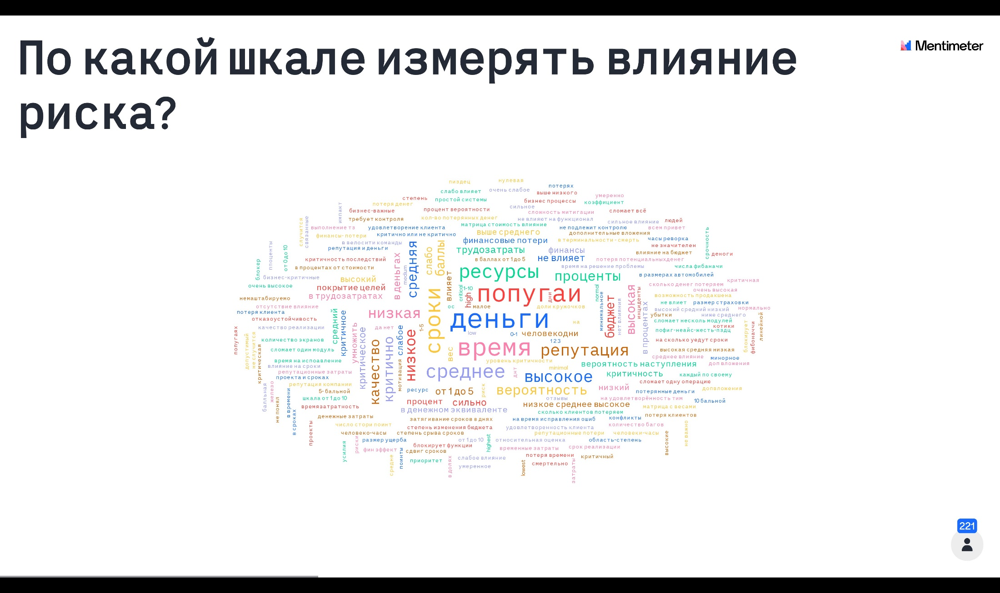 По какой шкале измерять влияние
риска?
Mentimeter
пиздец
нулевая
потерях
слабо влияет
очень слабое
выше низкого
умеренно
степень
простой системы
бизнес процессы
коэффициент
потеря денег
сильное
импакт
бизнес-важные
процент вероятности
сложность митигации
сломает всё
требует контроля
кол-во потерянных денег
не влияют на функционал
сильное влияние
людей
случится
связанные
выполнение тз
удовлетворение клиента
матрица стоимость влияние
не подлежит контролю
всем привет
финансы- потери
критично или не критично
выше среднего
дополнительные вложения
срочность
в велосити команды
финансовые потери
в терминальности - смерть
часы реворка
ппроценты
от 0 до 10
репутация и деньги
средняя
слабо
баллы
трудозатраты
финансы
не значителен
влияние на бюджет
деноги
блокер
критичность последствий
в деньгах
в баллах от 1 до 5
не влияет
потеря потенциальныхденег
в процентах от стоимости
medium
время на решение проблемы
числа фибаначи
бизнес-критичные
высокий
ресурсы
проценты
в размерах автомобилей
критичная
очень высокое
покрытие целей
влияет
critical
1-10
normal
сколько денег потеряем
очень высокая
немаштабируемо
в трудозатратах
сроки
high
попугаи
дни
минимальное
бюджет
нет влияния
высокая
инциденты
в процентах
возможность продакшена
не влиет
размер страховки
отсутствие влияние
ос
малое
доли кружочков
высокий средний низкий
нормально
потеря клиента
низкая
убытки
ниже среднего
отказоустойчивость
средний
критичное
деньги
на
сломает несколь модулей
котики
линейной
качество реализации
умножить
критическое
да нет
слабое
1-5
low
0-1
человекодни
пофиг-неайс-жесть-пздц
блокирует
фибоначчи
попугаях
допустимый
не случится
количество экранов
качество
критично
низкое
123
на сколько уедут сроки
критическая
сломает один модуль
вес
время
репутация
высокая средняя низкая
время на испоавление
мотивация
уровень критичности
среднее влияние
минорное
влияние на сроки
вероятность наступления
доп вложения
репутационные затраты
среднее
днт
minimal
проекта и сроках
высокое
критичность
каждый по своему
балльная
железо
репутация компании
риск
сломает одну операцию
не понял
в времени
5- бальной
ресурс
от 1 до 5
вероятность
низкий
потерянные деньги
допвложения
шкала от 1 до 10
отзывы
на удовлетворённость тим
10 бальной
времязатратность
процент
сильно
низкое среднее высокое
матрица с весами
в сроках
в денежном эквиваленте
сколько клиентов потеряем
потеря клиентов
денежные затраты
затягивание сроков в днях
на время исправления ошиб
конфликты
проекты
число стори поинт
степень изменения бюджета
удовлетворенность клиента
количество багов
не важно
человеко-часы
степень срыва сроков
репутационные потери
человеки-часы
усилия
риски
размер ущерба
от 1 до 10
highest
относительная оценка
область-степень
высокие
фин эффект
блокирует функции
временные затраты
срок реализации
средне
поинты
сдвиг сроков
потеря времени
критичный
приоритет
в долях
слабое влияние
lowest
смертельно
затраты
умеренное
221